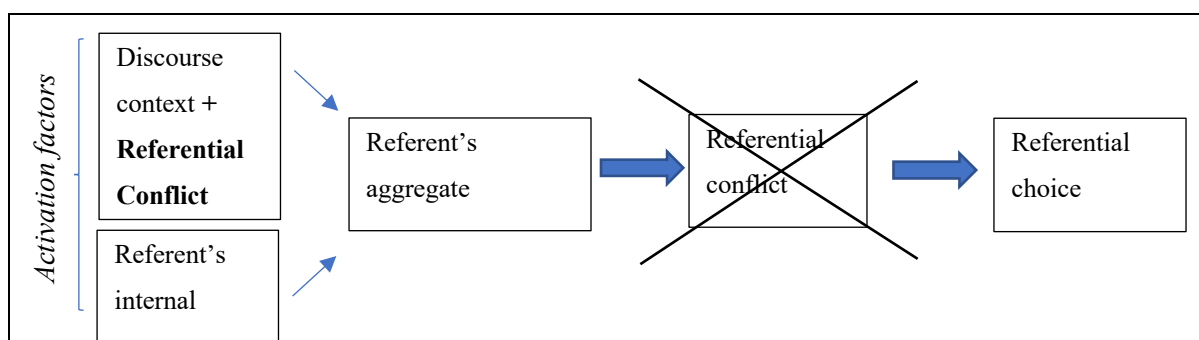 Activation factors
Discourse
context +
Referential
Conflict
Referent’s
internal
Referent’s
aggregate
Referential
conflict
Referential
choice